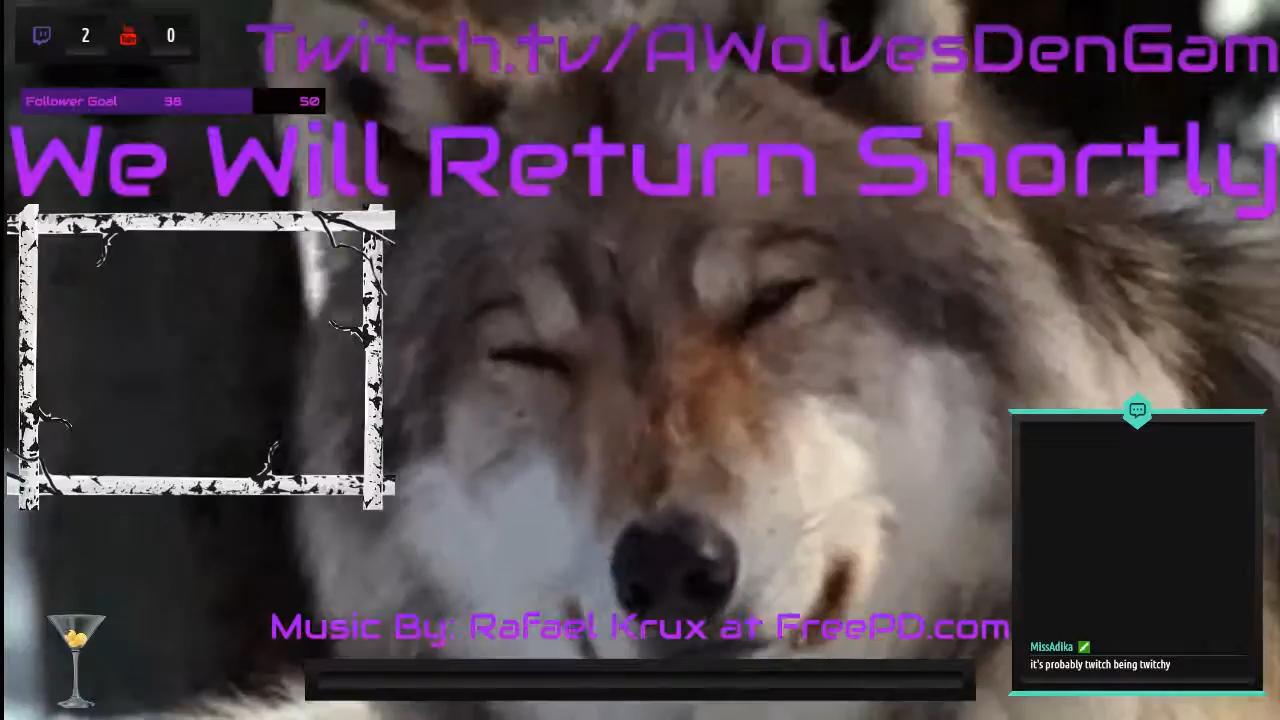 2 0
Twitch.tv/AWolvesDenGam
Follower Goal 38 50
We Will Return Shortly
Music By: Rafael Krux at FreePD.com
MissAdika
it's probably twitch being twitchy